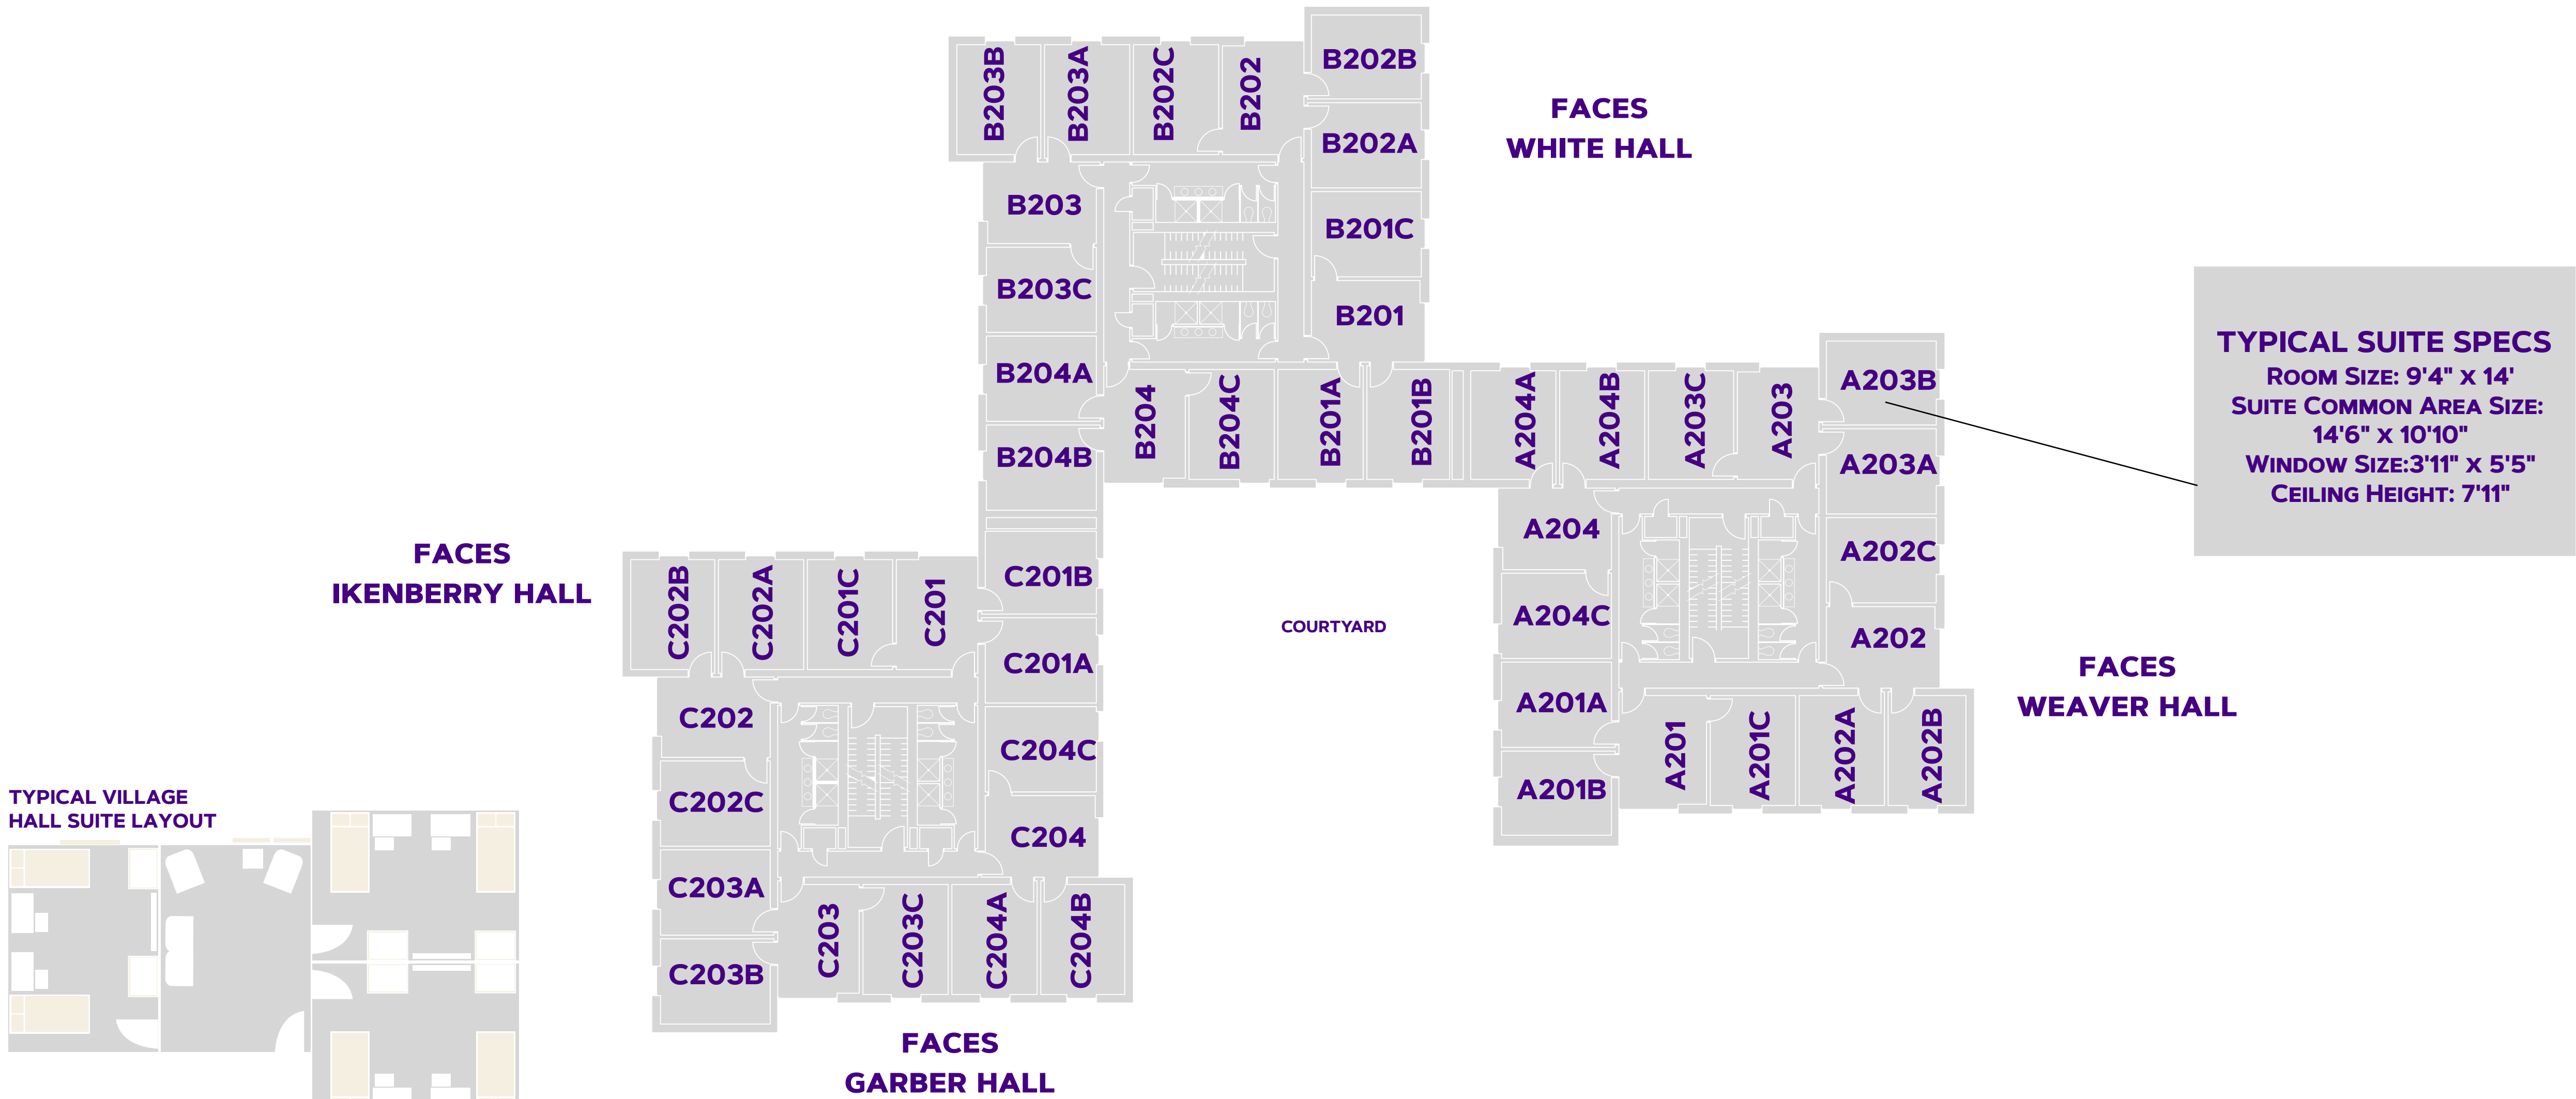 B203B
B203A
B202C
B202
B202B
B202A
B201C
B201
B203
B203C
B204A
B204B
B204
B204C
B201A
B201B
FACES
WHITE HALL
A204A
A204B
A203C
A203
A203B
A203A
A202C
A202
A204
A204C
A201A
A201B
A201
A201C
A202A
A202B
TYPICAL SUITE SPECS
ROOM SIZE: 9'4" X 14'
SUITE COMMON AREA SIZE:
14'6" X 10'10"
WINDOW SIZE:3'11" X 5'5"
CEILING HEIGHT: 7'11"
FACES
IKENBERRY HALL
COURTYARD
FACES
WEAVER HALL
C202B
C202A
C201C
C201
C201B
C201A
C204C
C204
C202
C202C
C203A
C203B
C203
C203C
C204A
C204B
TYPICAL VILLAGE
HALL SUITE LAYOUT
FACES
GARBER HALL